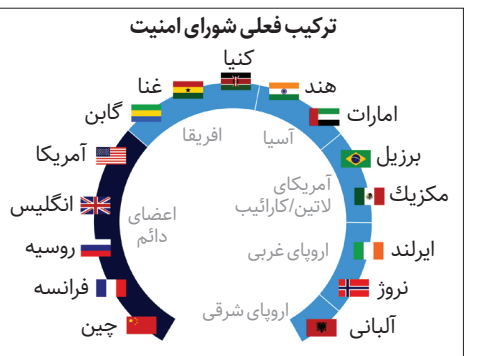 ترکیب فعلی شورای امنیت
کنیا
غنا
هند
گابن
امارات
افریقا
آسیا
آمریکا
برزیل
آمریکای
لاتین/کارائیب
مکزیك
انگلیس
اعضای
دائم
روسیه
اروپای غربی
ایرلند
فرانسه
نروژ
اروپای شرقی
چین
آلبانی